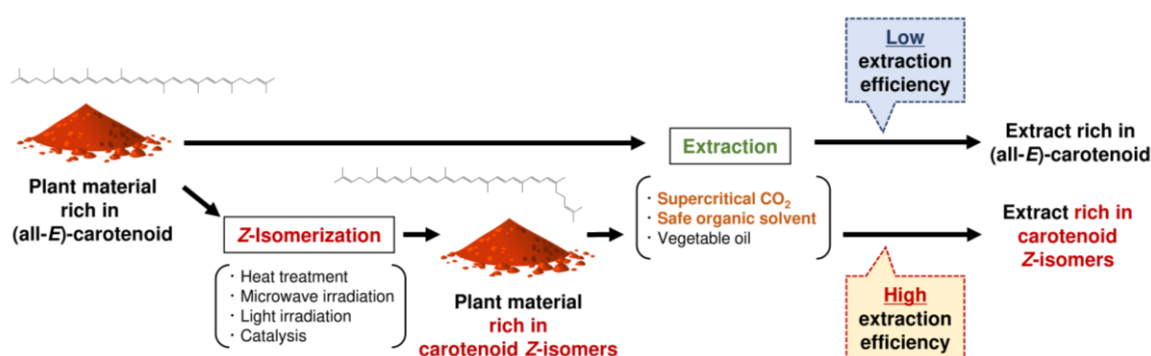 Plant material
rich in
(all-E)-carotenoid
Z-Isomerization
· Heat treatment
· Microwave irradiation
· Light irradiation
· Catalysis
Plant material
rich in
carotenoid Z-isomers
Extraction
· Supercritical CO₂
· Safe organic solvent
· Vegetable oil
Low
extraction
efficiency
Extract rich in
(all-E)-carotenoid
High
extraction
efficiency
Extract rich in
carotenoid
Z-isomers